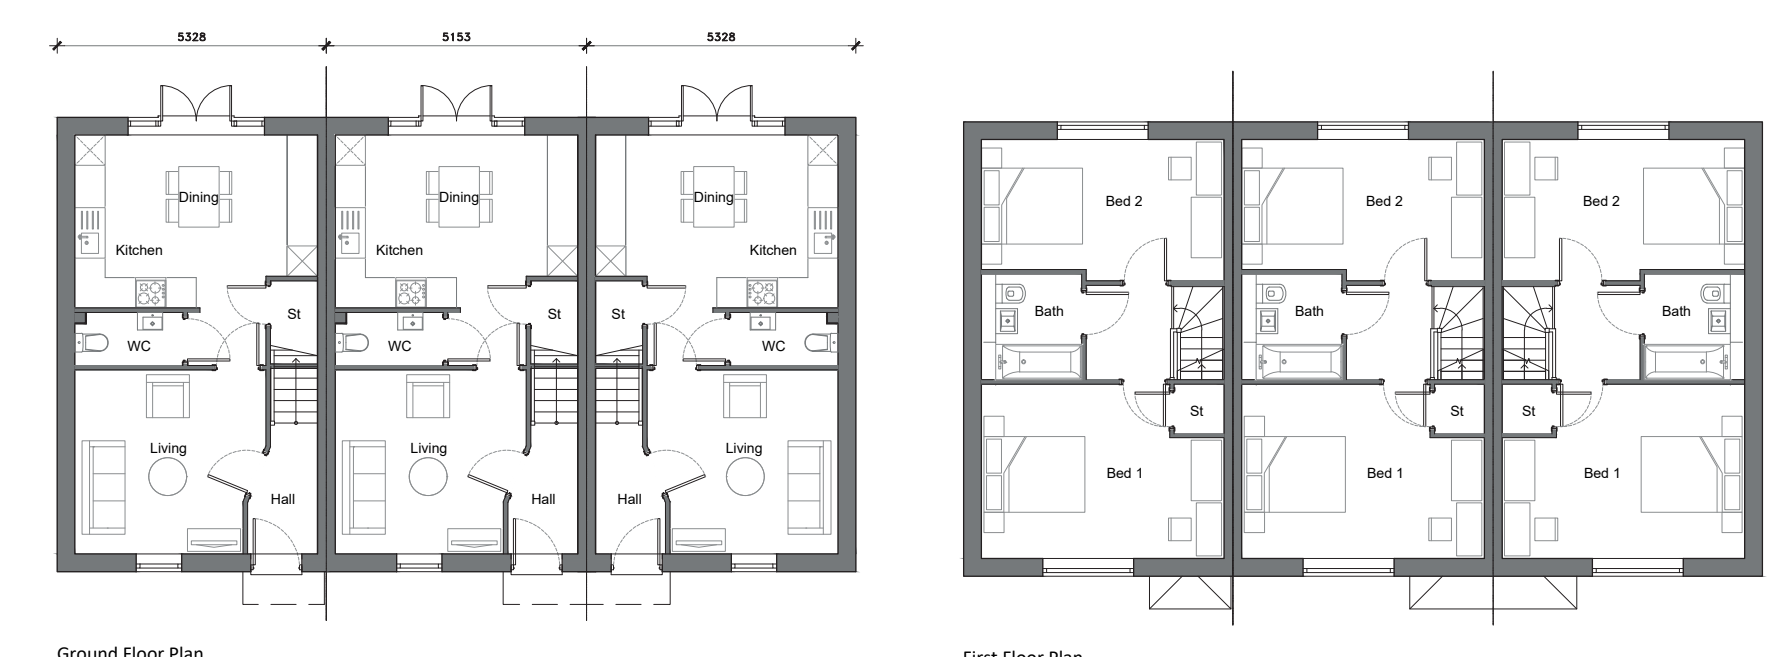 5328 5153 5328
Dining Dining Dining
Kitchen Kitchen Kitchen
St St St
WC WC WC
Living Living Living
Hall Hall Hall
Ground Floor Plan
Bed 2 Bed 2 Bed 2
Bath Bath Bath
St St St
Bed 1 Bed 1 Bed 1
First Floor Plan